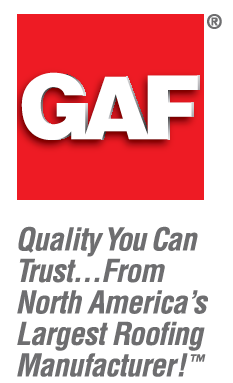 GAF®
Quality You Can
Trust...From
North America's
Largest Roofing
Manufacturer!™